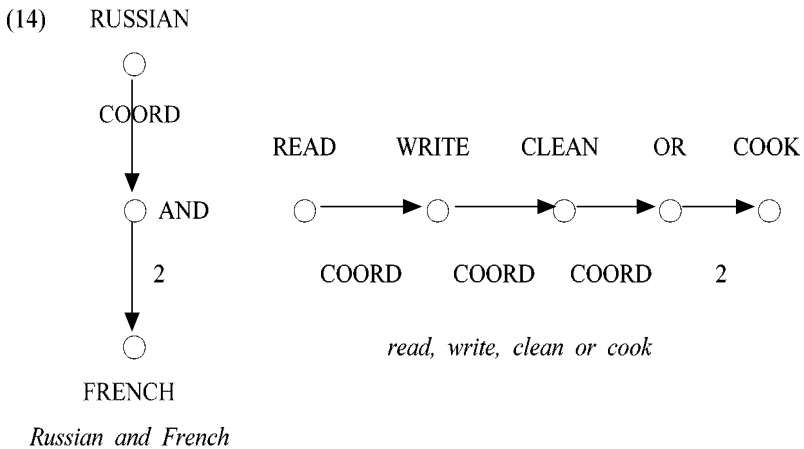 (14) RUSSIAN
COORD
AND
2
FRENCH
Russian and French
READ WRITE CLEAN OR COOK
COORD COORD COORD 2
read, write, clean or cook